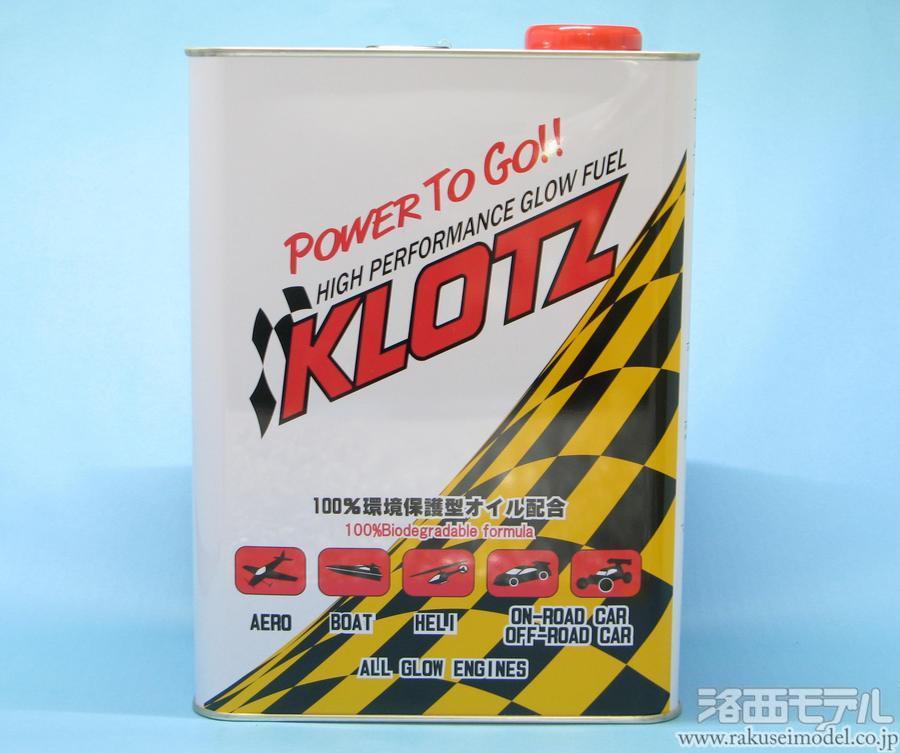 POWER TO GO!!
HIGH PERFORMANCE GLOW FUEL
KLOTZ
100%環境保護型オイル配合
100%Biodegradable formula
AERO
BOAT
HELI
ON-ROAD CAR
OFF-ROAD CAR
ALL GLOW ENGINES
洛西モデル
www.rakuseimodel.co.jp